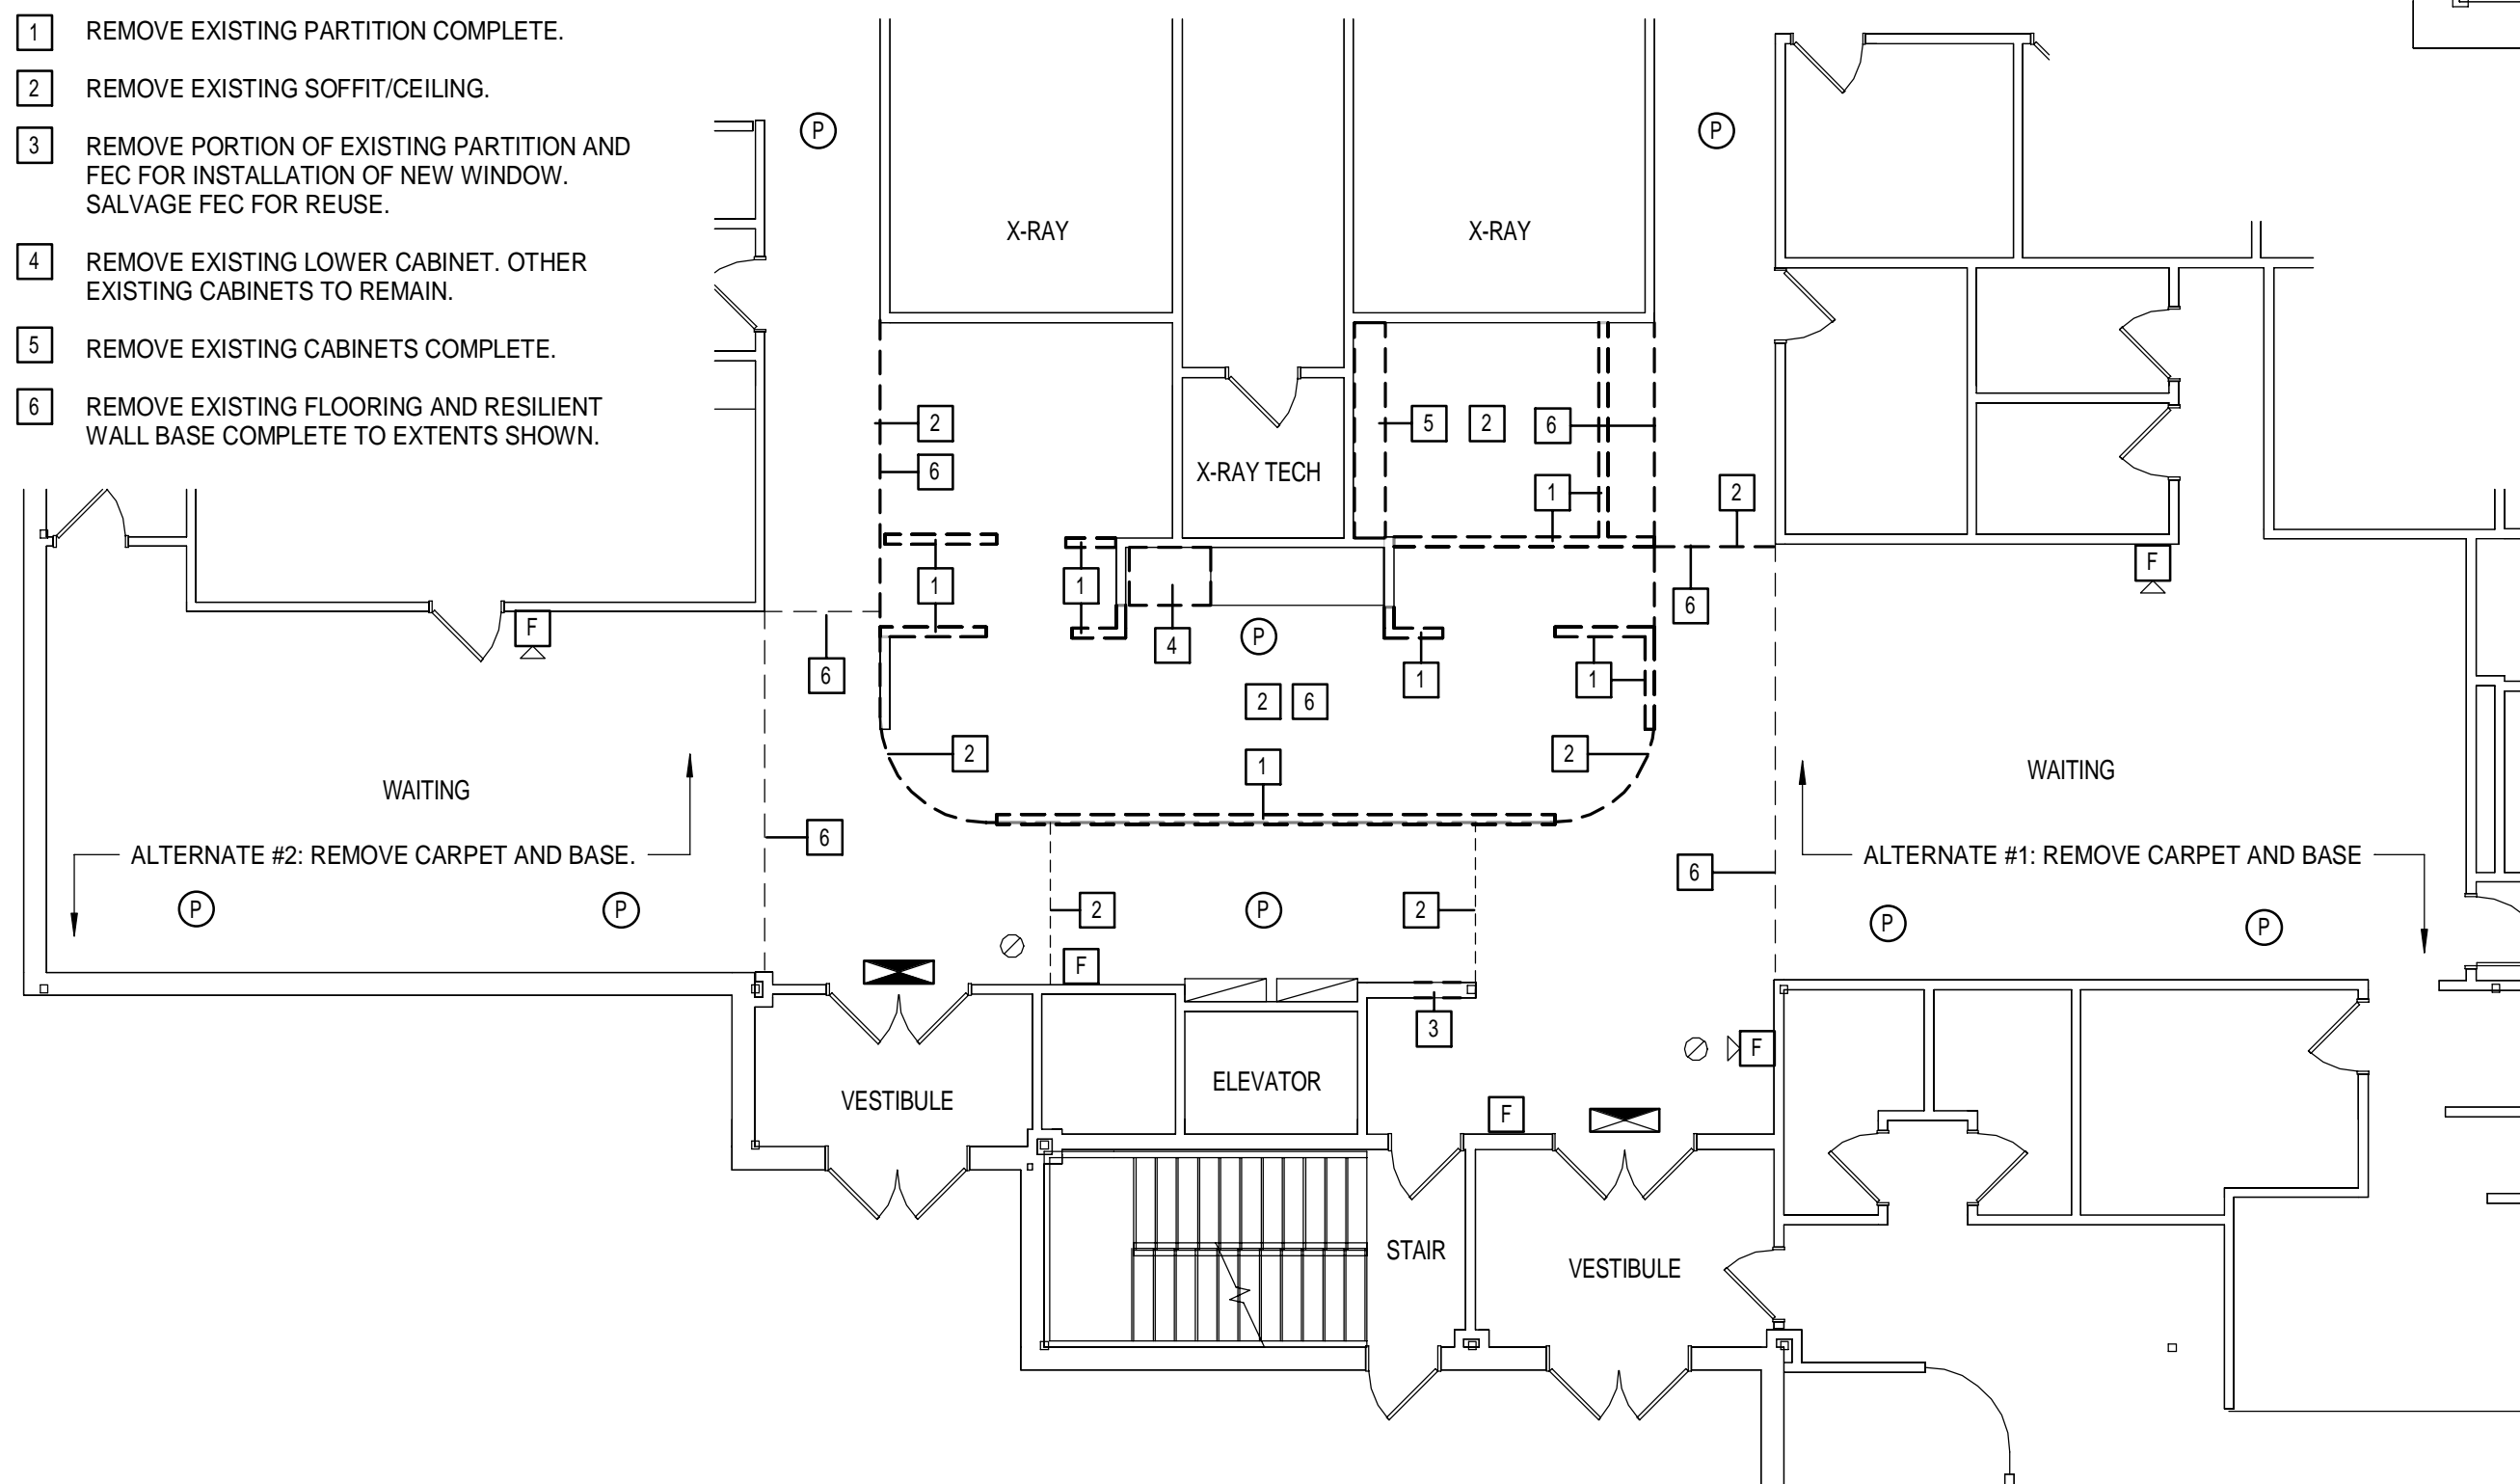 1 REMOVE EXISTING PARTITION COMPLETE.
2 REMOVE EXISTING SOFFIT/CEILING.
3 REMOVE PORTION OF EXISTING PARTITION AND
FEC FOR INSTALLATION OF NEW WINDOW.
SALVAGE FEC FOR REUSE.
4 REMOVE EXISTING LOWER CABINET. OTHER
EXISTING CABINETS TO REMAIN.
5 REMOVE EXISTING CABINETS COMPLETE.
6 REMOVE EXISTING FLOORING AND RESILIENT
WALL BASE COMPLETE TO EXTENTS SHOWN.
P
P
X-RAY
X-RAY
2
5
2
6
6
X-RAY TECH
1
2
1
1
F
6
F
4
P
1
1
6
2
6
2
1
2
WAITING
WAITING
6
ALTERNATE #2: REMOVE CARPET AND BASE.
ALTERNATE #1: REMOVE CARPET AND BASE
6
P
P
2
P
2
P
P
F
3
F
ELEVATOR
VESTIBULE
F
STAIR
VESTIBULE